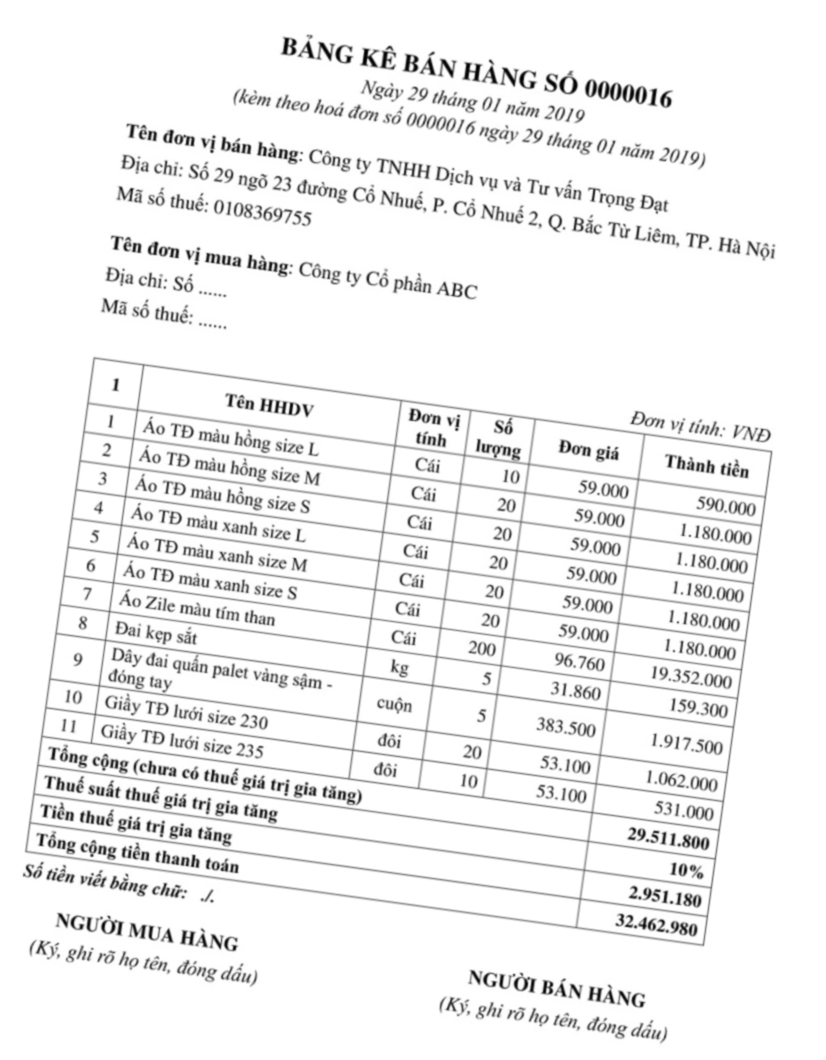 BẢNG KÊ BÁN HÀNG SỐ 0000016
Ngày 29 tháng 01 năm 2019
(kèm theo hoá đơn số 0000016 ngày 29 tháng 01 năm 2019)
Tên đơn vị bán hàng: Công ty TNHH Dịch vụ và Tư vấn Trọng Đạt
Địa chỉ: Số 29 ngõ 23 đường Cổ Nhuế, P. Cổ Nhuế 2, Q. Bắc Từ Liêm, TP. Hà Nội
Mã số thuế: 0108369755
Tên đơn vị mua hàng: Công ty Cổ phần ABC
Địa chỉ: Số ......
Mã số thuế: ......
Đơn vị tính: VNĐ
1 Tên HHDV Đơn vị tính Số lượng Đơn giá Thành tiền
1 Áo TĐ màu hồng size L Cái 10 59.000 590.000
2 Áo TĐ màu hồng size M Cái 20 59.000 1.180.000
3 Áo TĐ màu hồng size S Cái 20 59.000 1.180.000
4 Áo TĐ màu xanh size L Cái 20 59.000 1.180.000
5 Áo TĐ màu xanh size M Cái 20 59.000 1.180.000
6 Áo TĐ màu xanh size S Cái 20 59.000 1.180.000
7 Áo Zile màu tím than Cái 200 96.760 19.352.000
8 Đai kẹp sắt kg 5 31.860 159.300
9 Dây đai quấn palet vàng sậm - đóng tay cuộn 5 383.500 1.917.500
10 Giầy TĐ lưới size 230 đôi 20 53.100 1.062.000
11 Giầy TĐ lưới size 235 đôi 10 53.100 531.000
Tổng cộng (chưa có thuế giá trị gia tăng) 29.511.800
Thuế suất thuế giá trị gia tăng 10%
Tiền thuế giá trị gia tăng 2.951.180
Tổng cộng tiền thanh toán 32.462.980
Số tiền viết bằng chữ: ./.
NGƯỜI MUA HÀNG
(Ký, ghi rõ họ tên, đóng dấu)
NGƯỜI BÁN HÀNG
(Ký, ghi rõ họ tên, đóng dấu)